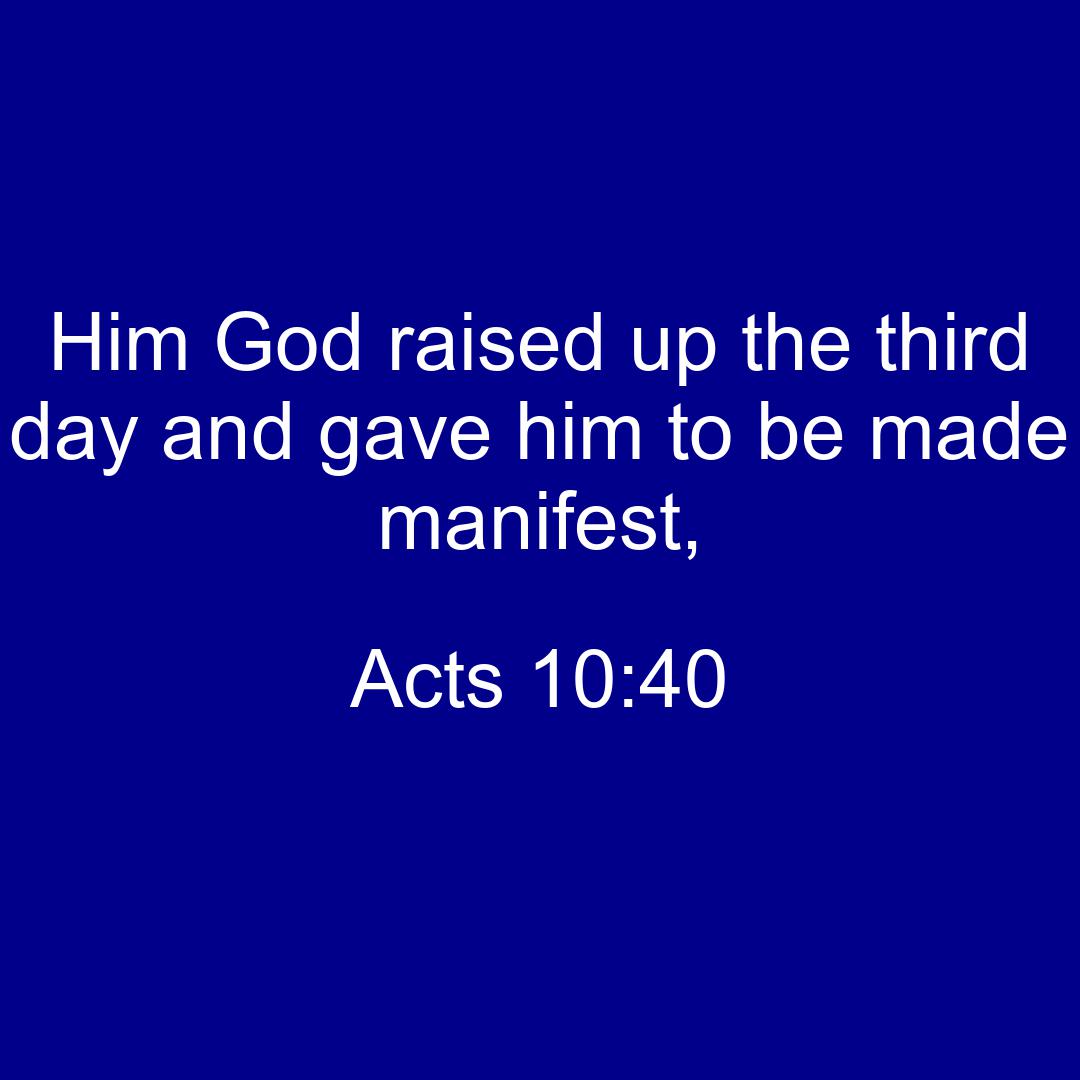 Him God raised up the third
day and gave him to be made
manifest,
Acts 10:40